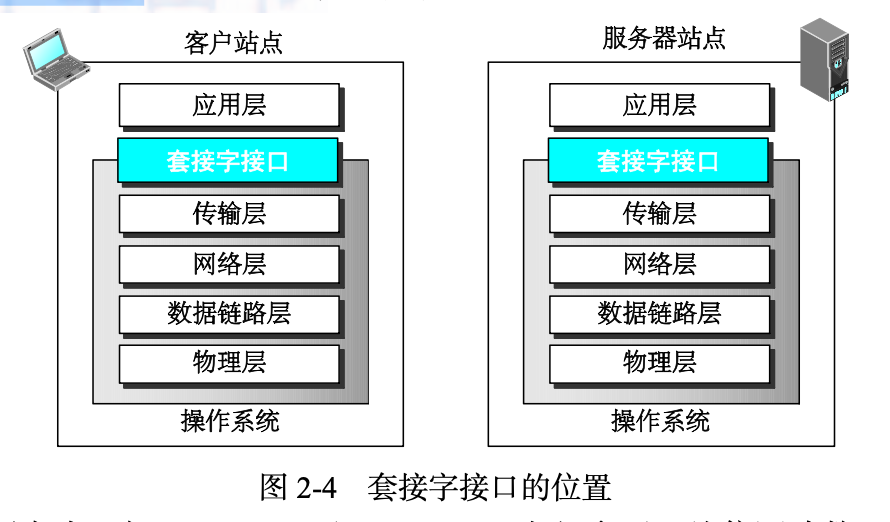 客户站点
应用层
套接字接口
传输层
网络层
数据链路层
物理层
操作系统
服务器站点
应用层
套接字接口
传输层
网络层
数据链路层
物理层
操作系统
图 2-4 套接字接口的位置